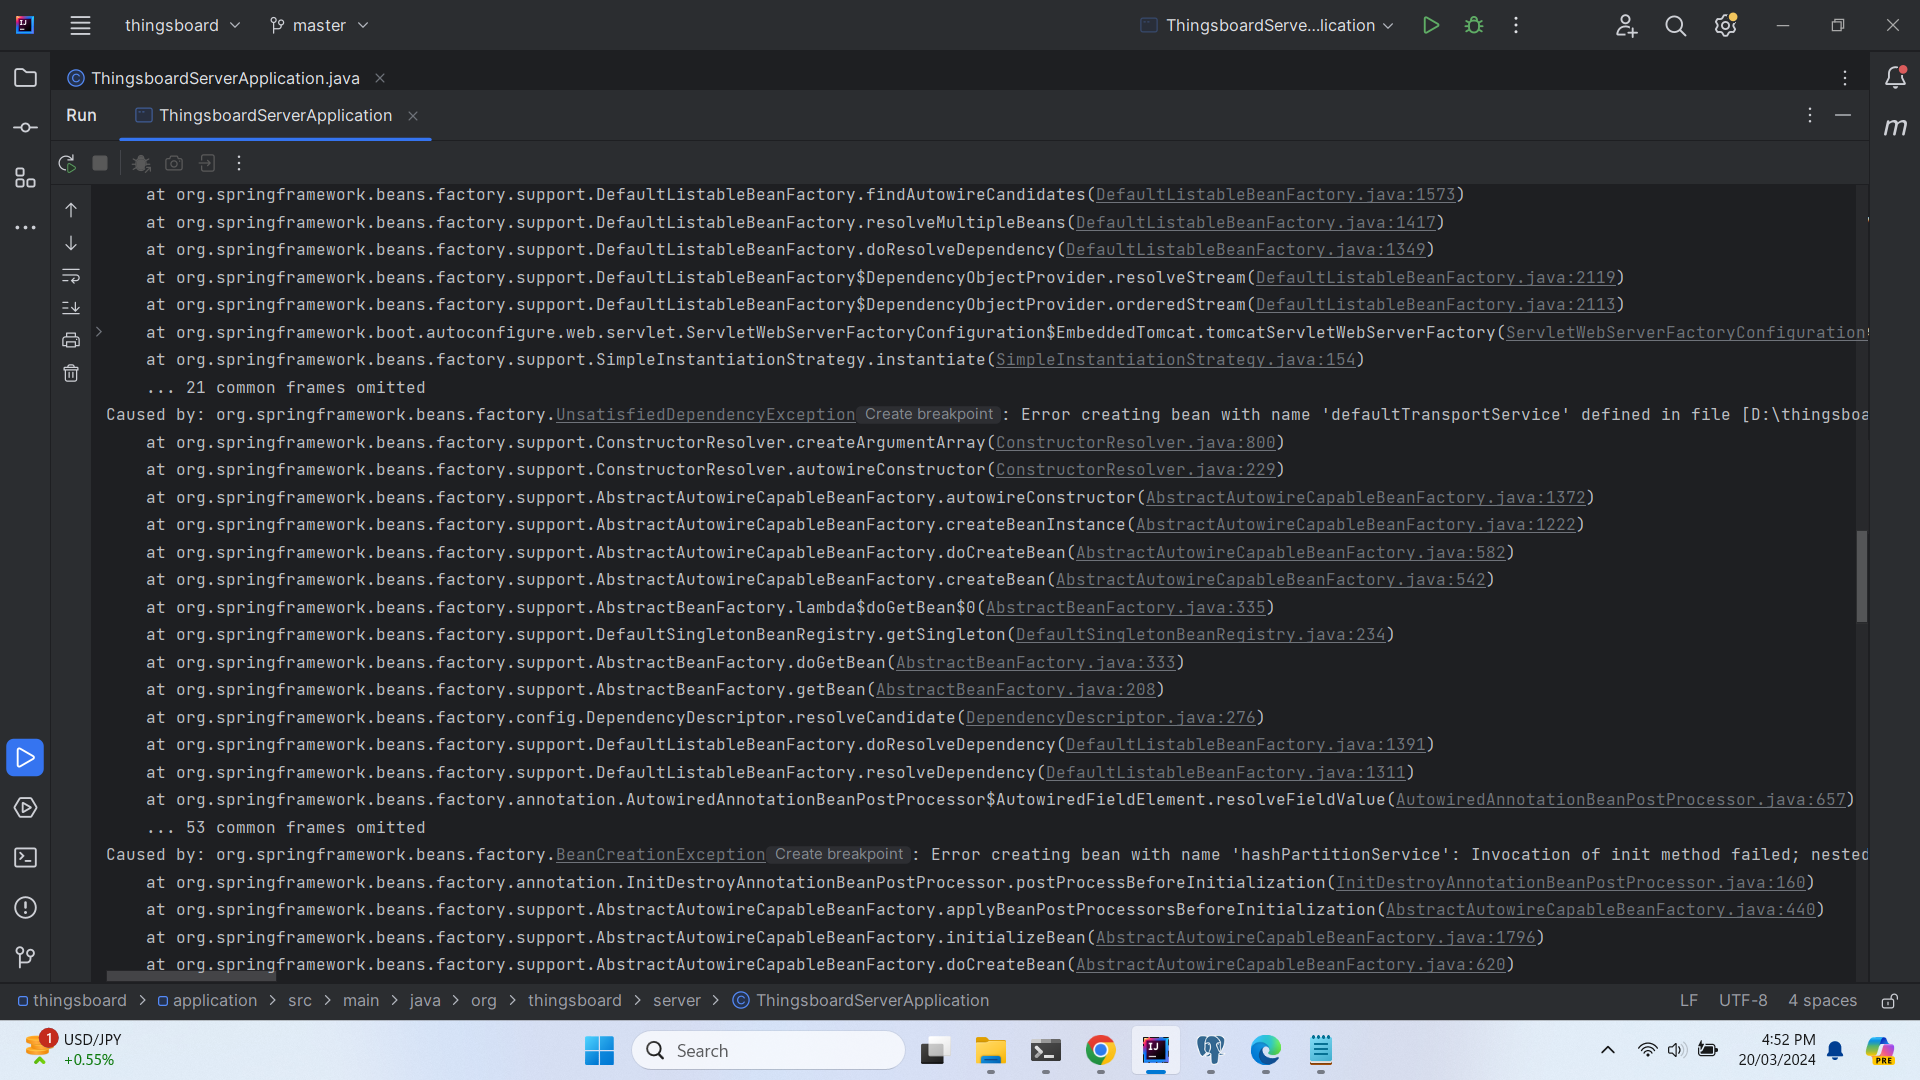 thingsboard
master
ThingsboardServe...lication
ThingsboardServerApplication.java
Run
ThingsboardServerApplication
at org.springframework.beans.factory.support.DefaultListableBeanFactory.findAutowireCandidates(DefaultListableBeanFactory.java:1573)
at org.springframework.beans.factory.support.DefaultListableBeanFactory.resolveMultipleBeans(DefaultListableBeanFactory.java:1417)
at org.springframework.beans.factory.support.DefaultListableBeanFactory.doResolveDependency(DefaultListableBeanFactory.java:1349)
at org.springframework.beans.factory.support.DefaultListableBeanFactory$DependencyObjectProvider.resolveStream(DefaultListableBeanFactory.java:2119)
at org.springframework.beans.factory.support.DefaultListableBeanFactory$DependencyObjectProvider.orderedStream(DefaultListableBeanFactory.java:2113)
at org.springframework.boot.autoconfigure.web.servlet.ServletWebServerFactoryConfiguration$EmbeddedTomcat.tomcatServletWebServerFactory(ServletWebServerFactoryConfiguration
at org.springframework.beans.factory.support.SimpleInstantiationStrategy.instantiate(SimpleInstantiationStrategy.java:154)
... 21 common frames omitted
Caused by: org.springframework.beans.factory.UnsatisfiedDependencyException Create breakpoint : Error creating bean with name 'defaultTransportService' defined in file [D:\thingsboa
at org.springframework.beans.factory.support.ConstructorResolver.createArgumentArray(ConstructorResolver.java:800)
at org.springframework.beans.factory.support.ConstructorResolver.autowireConstructor(ConstructorResolver.java:229)
at org.springframework.beans.factory.support.AbstractAutowireCapableBeanFactory.autowireConstructor(AbstractAutowireCapableBeanFactory.java:1372)
at org.springframework.beans.factory.support.AbstractAutowireCapableBeanFactory.createBeanInstance(AbstractAutowireCapableBeanFactory.java:1222)
at org.springframework.beans.factory.support.AbstractAutowireCapableBeanFactory.doCreateBean(AbstractAutowireCapableBeanFactory.java:582)
at org.springframework.beans.factory.support.AbstractAutowireCapableBeanFactory.createBean(AbstractAutowireCapableBeanFactory.java:542)
at org.springframework.beans.factory.support.AbstractBeanFactory.lambda$doGetBean$0(AbstractBeanFactory.java:335)
at org.springframework.beans.factory.support.DefaultSingletonBeanRegistry.getSingleton(DefaultSingletonBeanRegistry.java:234)
at org.springframework.beans.factory.support.AbstractBeanFactory.doGetBean(AbstractBeanFactory.java:333)
at org.springframework.beans.factory.support.AbstractBeanFactory.getBean(AbstractBeanFactory.java:208)
at org.springframework.beans.factory.config.DependencyDescriptor.resolveCandidate(DependencyDescriptor.java:276)
at org.springframework.beans.factory.support.DefaultListableBeanFactory.doResolveDependency(DefaultListableBeanFactory.java:1391)
at org.springframework.beans.factory.support.DefaultListableBeanFactory.resolveDependency(DefaultListableBeanFactory.java:1311)
at org.springframework.beans.factory.annotation.AutowiredAnnotationBeanPostProcessor$AutowiredFieldElement.resolveFieldValue(AutowiredAnnotationBeanPostProcessor.java:657)
... 53 common frames omitted
Caused by: org.springframework.beans.factory.BeanCreationException Create breakpoint : Error creating bean with name 'hashPartitionService': Invocation of init method failed; nested
at org.springframework.beans.factory.annotation.InitDestroyAnnotationBeanPostProcessor.postProcessBeforeInitialization(InitDestroyAnnotationBeanPostProcessor.java:160)
at org.springframework.beans.factory.support.AbstractAutowireCapableBeanFactory.applyBeanPostProcessorsBeforeInitialization(AbstractAutowireCapableBeanFactory.java:440)
at org.springframework.beans.factory.support.AbstractAutowireCapableBeanFactory.initializeBean(AbstractAutowireCapableBeanFactory.java:1796)
at org.springframework.beans.factory.support.AbstractAutowireCapableBeanFactory.doCreateBean(AbstractAutowireCapableBeanFactory.java:620)
thingsboard > application > src > main > java > org > thingsboard > server > ThingsboardServerApplication
LF UTF-8 4 spaces
1
USD/JPY
+0.55%
Search
4:52 PM
20/03/2024
PRE